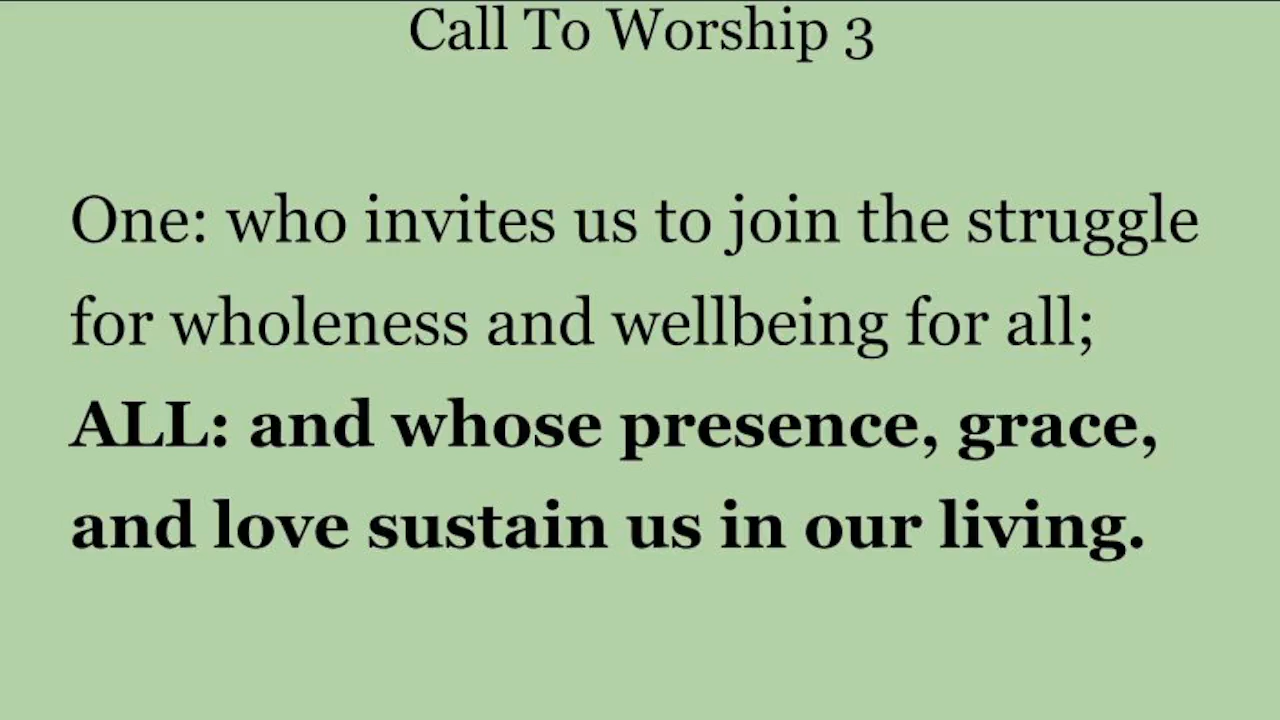 Call To Worship 3
One: who invites us to join the struggle
for wholeness and wellbeing for all;
ALL: and whose presence, grace,
and love sustain us in our living.